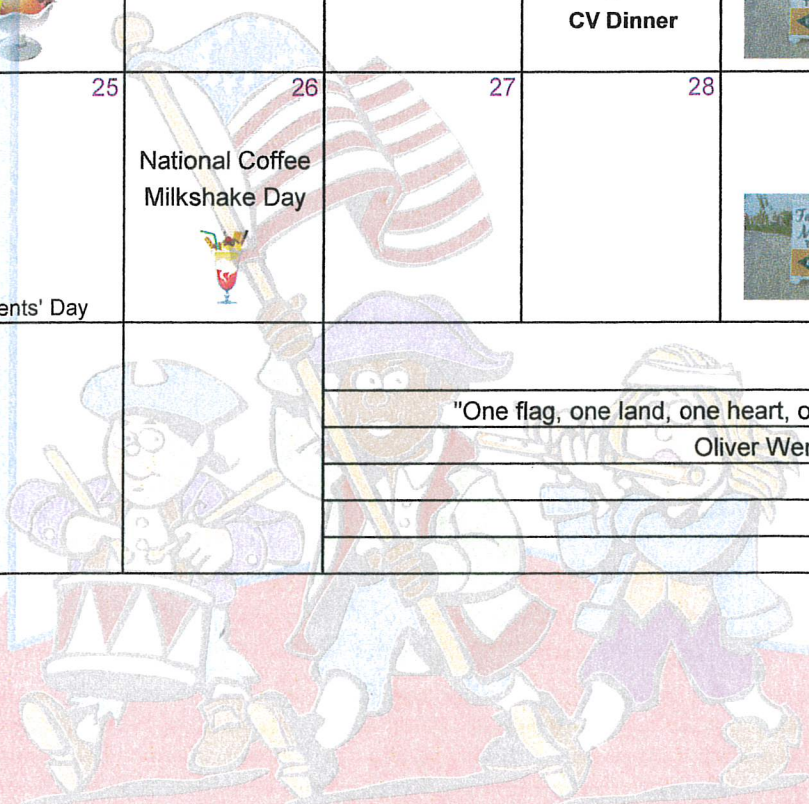 CV Dinner
25
26
27
28
National Coffee
Milkshake Day
ents' Day
"One flag, one land, one heart, o
Oliver Wen